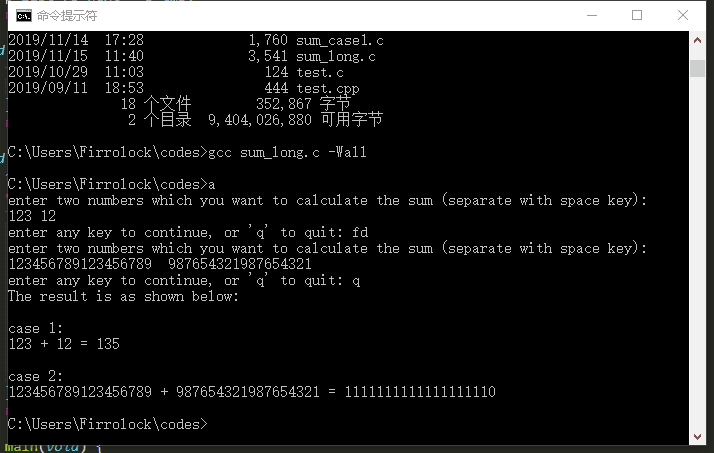 命令提示符
2019/11/14  17:28             1,760 sum_case1.c
2019/11/15  11:40             3,541 sum_long.c
2019/10/29  11:03               124 test.c
2019/09/11  18:53               444 test.cpp
              18 个文件        352,867 字节
               2 个目录  9,404,026,880 可用字节
C:\Users\Firrolock\codes>gcc sum_long.c -Wall
C:\Users\Firrolock\codes>a
enter two numbers which you want to calculate the sum (separate with space key):
123 12
enter any key to continue, or 'q' to quit: fd
enter two numbers which you want to calculate the sum (separate with space key):
123456789123456789  987654321987654321
enter any key to continue, or 'q' to quit: q
The result is as shown below:
case 1:
123 + 12 = 135
case 2:
123456789123456789 + 987654321987654321 = 1111111111111111110
C:\Users\Firrolock\codes>
main(void) {